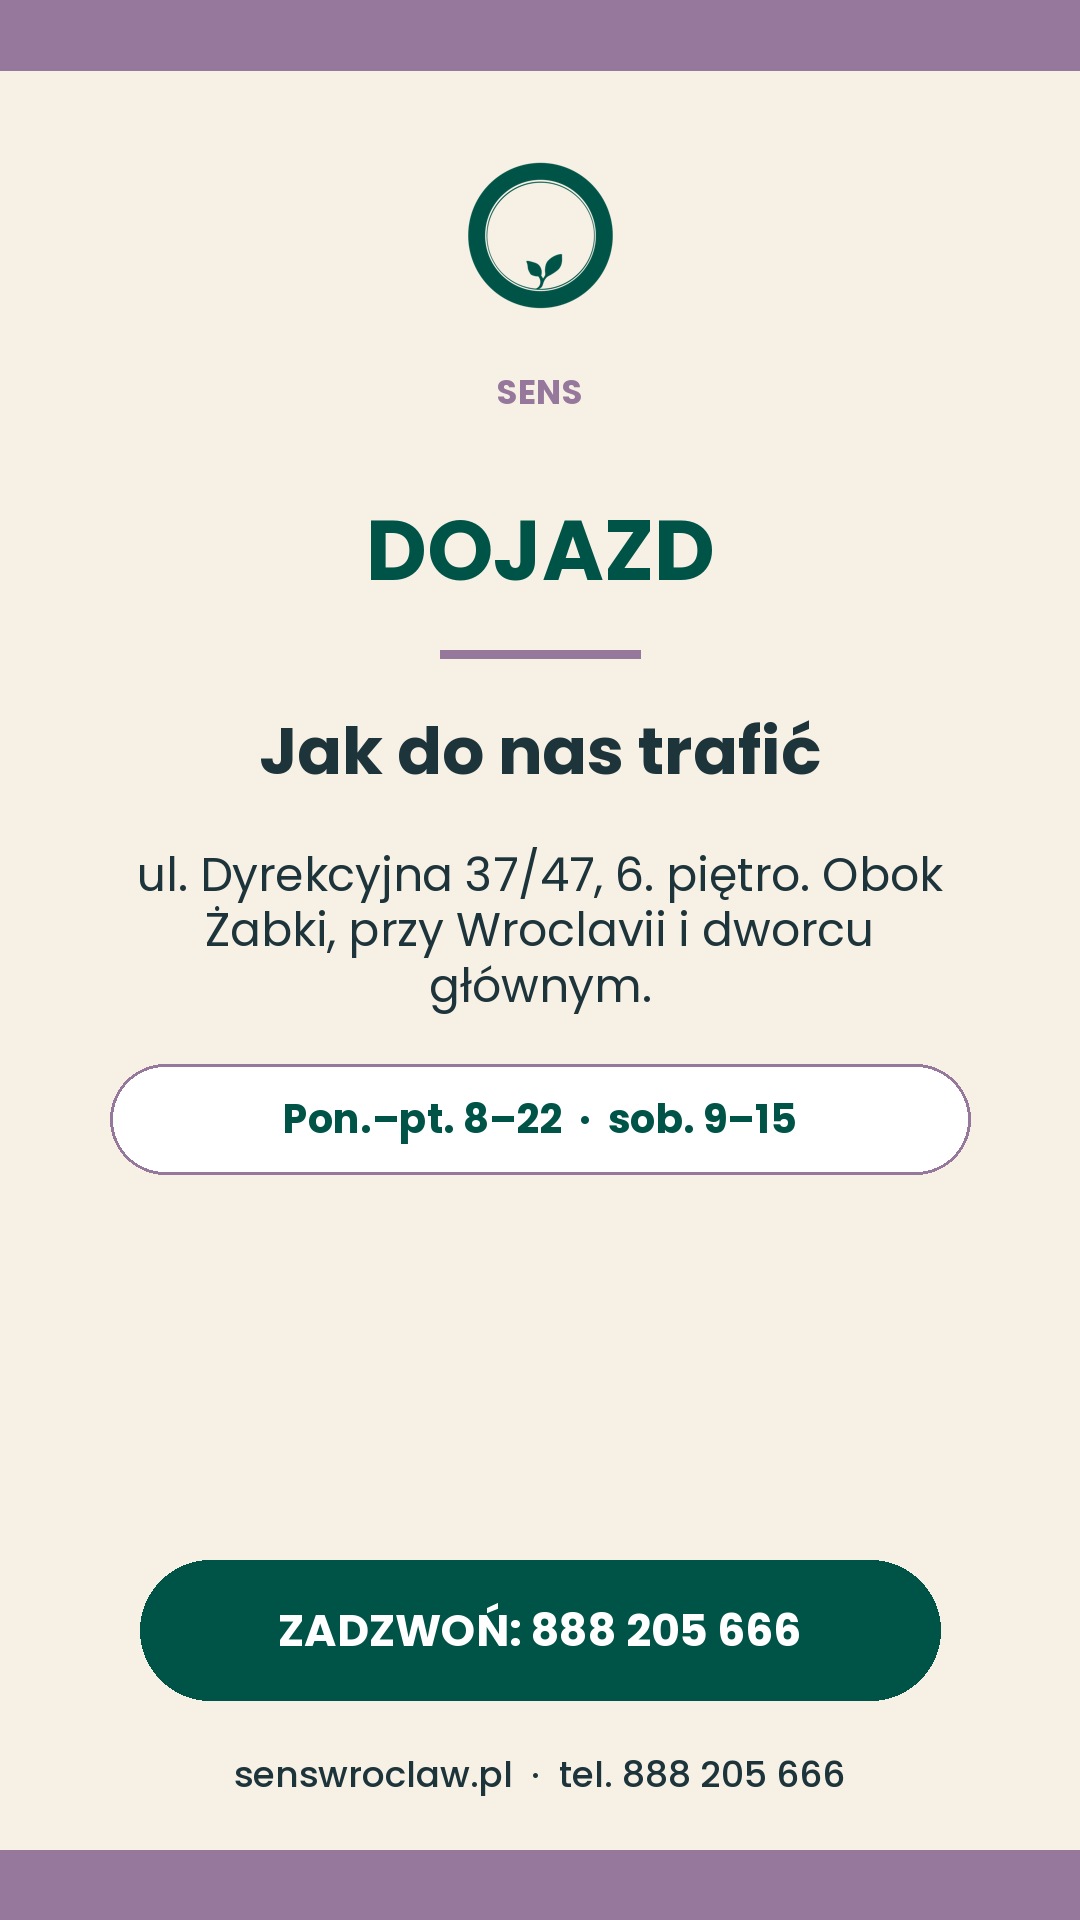 SENS
DOJAZD
Jak do nas trafić
ul. Dyrekcyjna 37/47, 6. piętro. Obok
Żabki, przy Wroclavii i dworcu
głównym.
Pon.–pt. 8–22 · sob. 9–15
ZADZWOŃ: 888 205 666
senswroclaw.pl · tel. 888 205 666